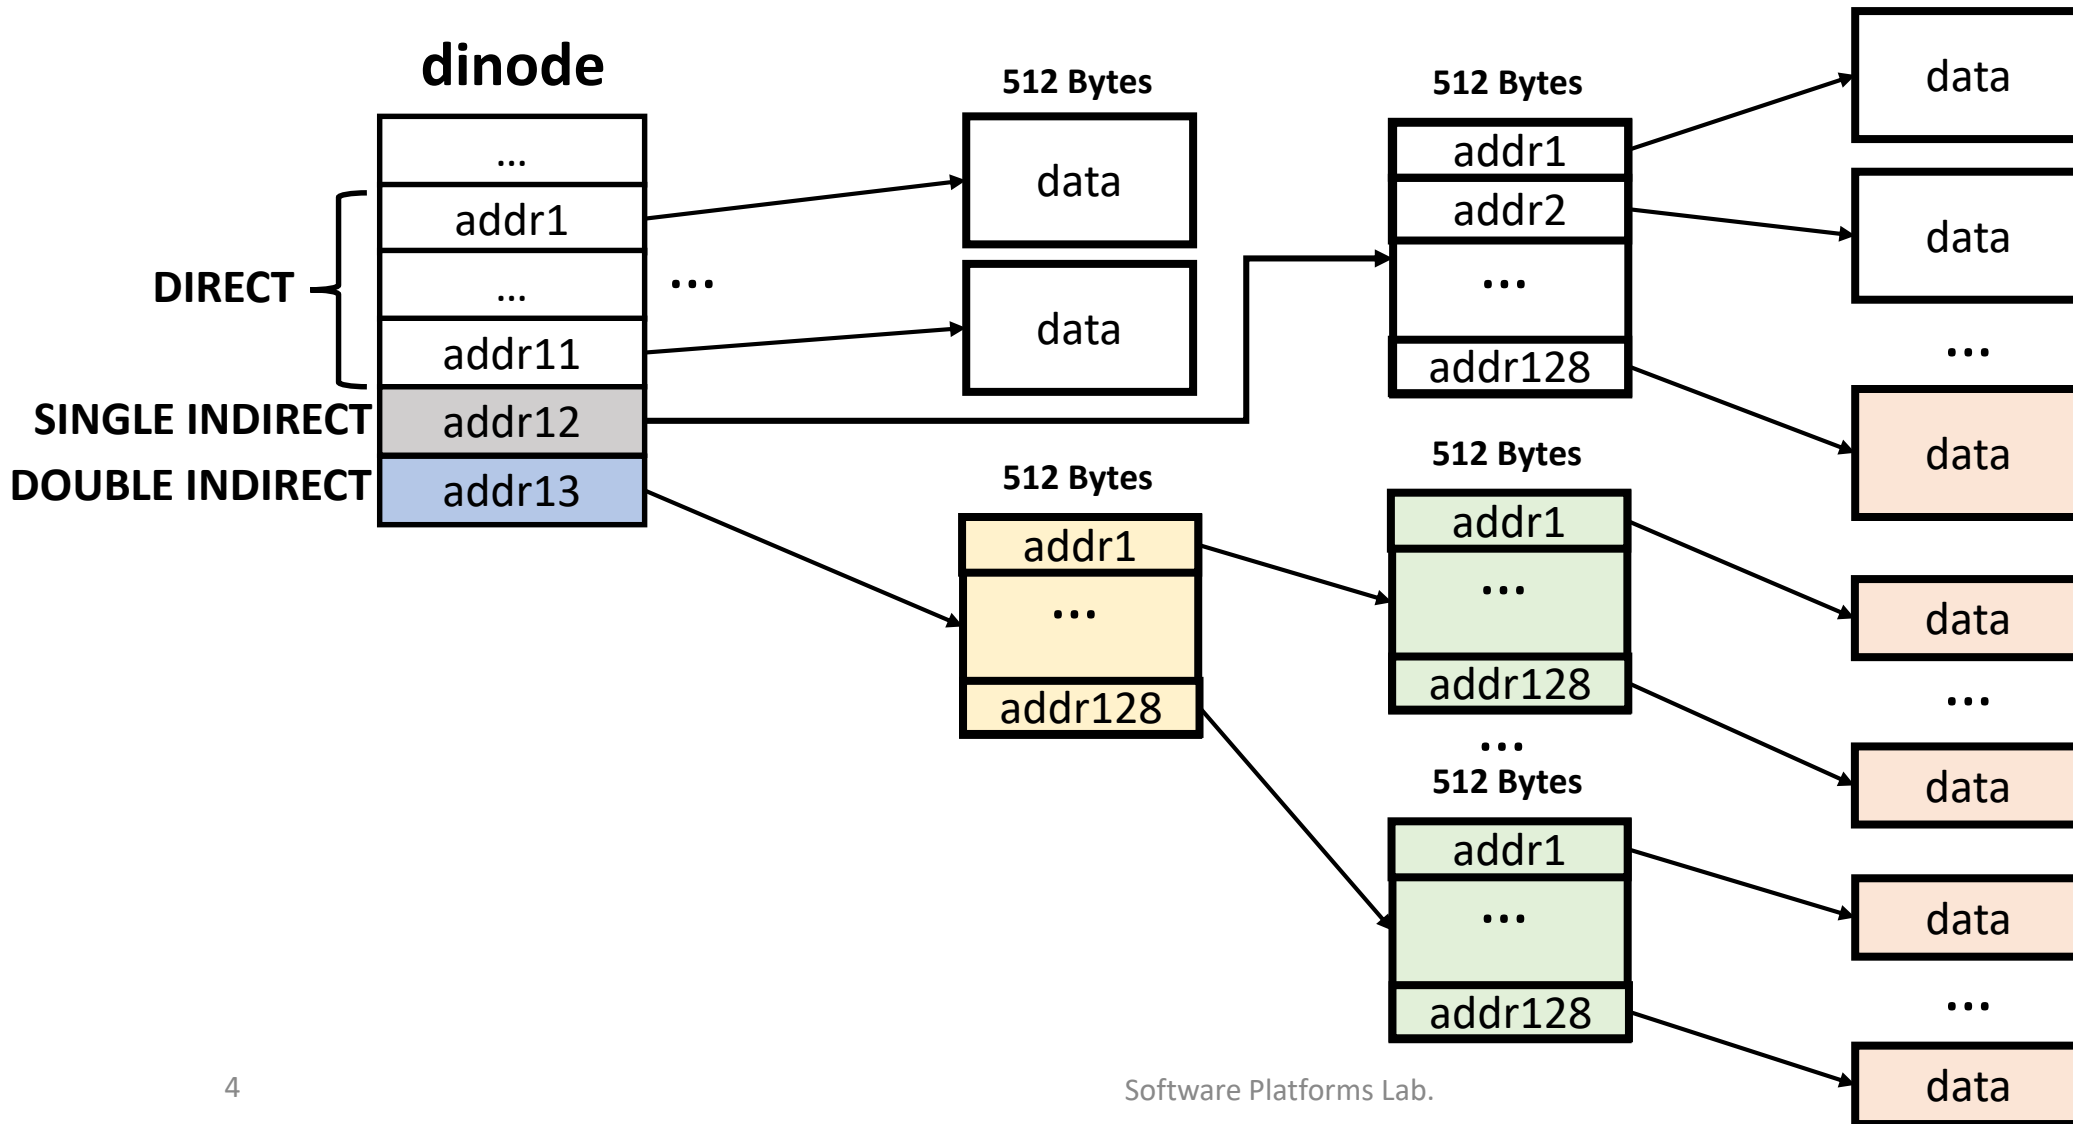 dinode
...
addr1
...
addr11
addr12
addr13
DIRECT
SINGLE INDIRECT
DOUBLE INDIRECT
...
512 Bytes
data
data
512 Bytes
addr1
...
addr128
512 Bytes
addr1
addr2
...
addr128
512 Bytes
addr1
...
addr128
...
512 Bytes
addr1
...
addr128
data
data
...
data
data
...
data
data
...
data
4
Software Platforms Lab.